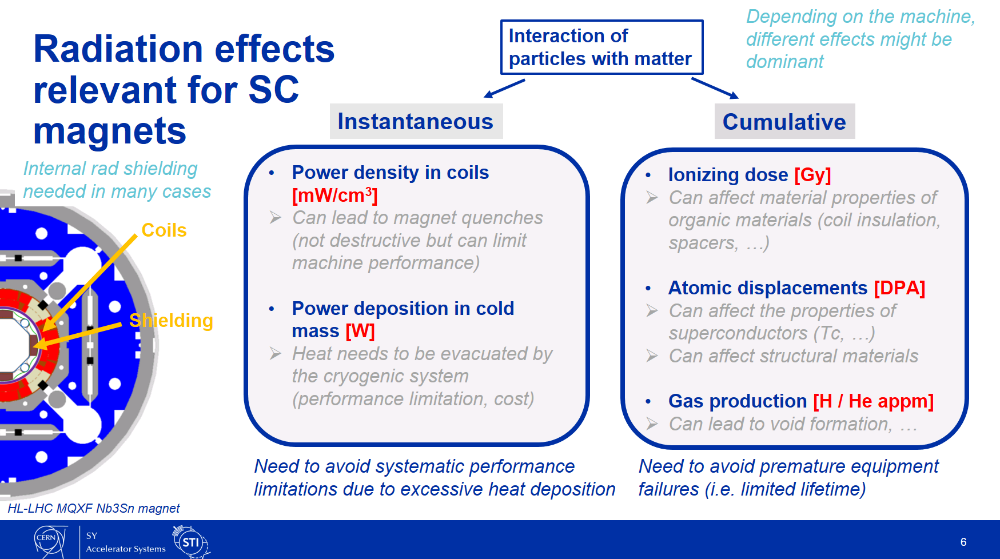 Radiation effects
relevant for SC
magnets
Interaction of
particles with matter
Depending on the machine,
different effects might be
dominant
Internal rad shielding
needed in many cases
Coils
Shielding
HL-LHC MQXF Nb3Sn magnet
Instantaneous
• Power density in coils
[mW/cm³]
➢ Can lead to magnet quenches
(not destructive but can limit
machine performance)
• Power deposition in cold
mass [W]
➢ Heat needs to be evacuated by
the cryogenic system
(performance limitation, cost)
Need to avoid systematic performance
limitations due to excessive heat deposition
Cumulative
• Ionizing dose [Gy]
➢ Can affect material properties of
organic materials (coil insulation,
spacers, …)
• Atomic displacements [DPA]
➢ Can affect the properties of
superconductors (Tc, …)
➢ Can affect structural materials
• Gas production [H / He appm]
➢ Can lead to void formation, …
Need to avoid premature equipment
failures (i.e. limited lifetime)
CERN
SY
Accelerator Systems
STI
6